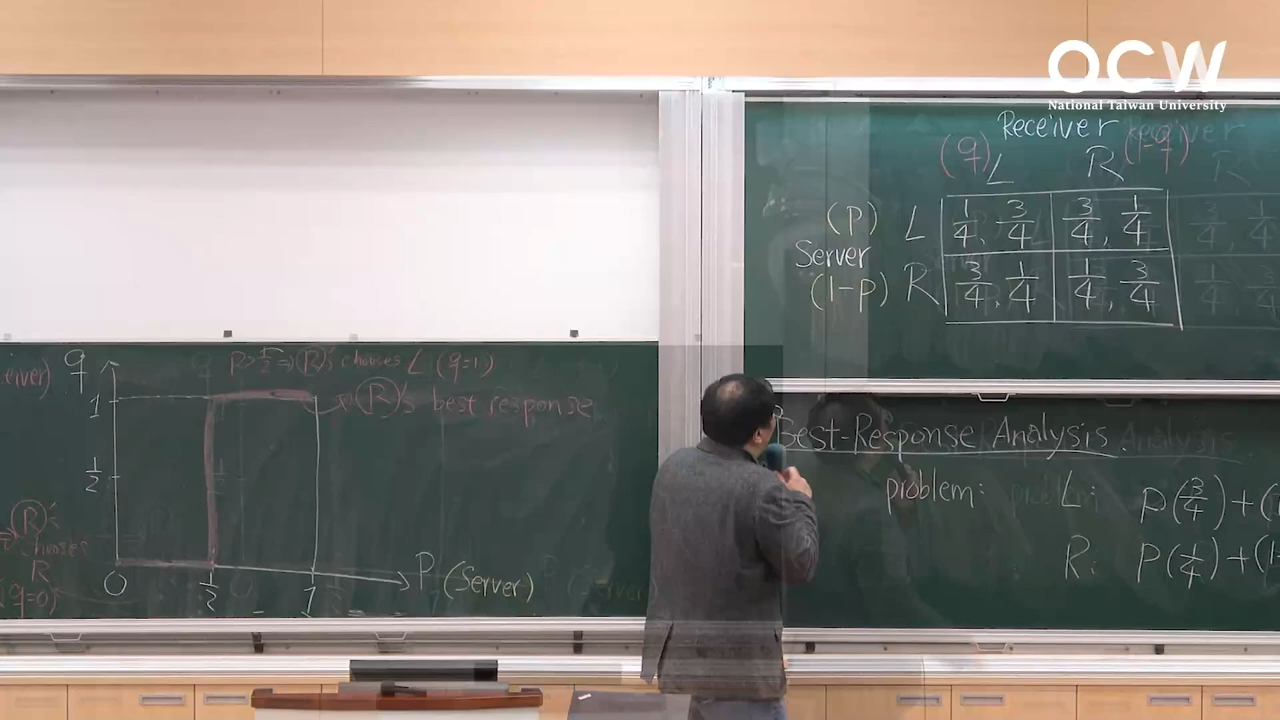 OCW
National Taiwan University
Receiver
(q) L R (1-q)
(P) L 1/4, 3/4 3/4, 1/4
Server
(1-p) R 3/4, 1/4 1/4, 3/4
Best-Response Analysis
problem: L: P(3/4)+(
R: P(1/4)+(
eiver) q P>1/2⇒(R)'s chooses L (q=1)
1 (R)'s best response
1/2
(R)'s
chooses
R
(q=0)
0 1/2 1 P (Server)